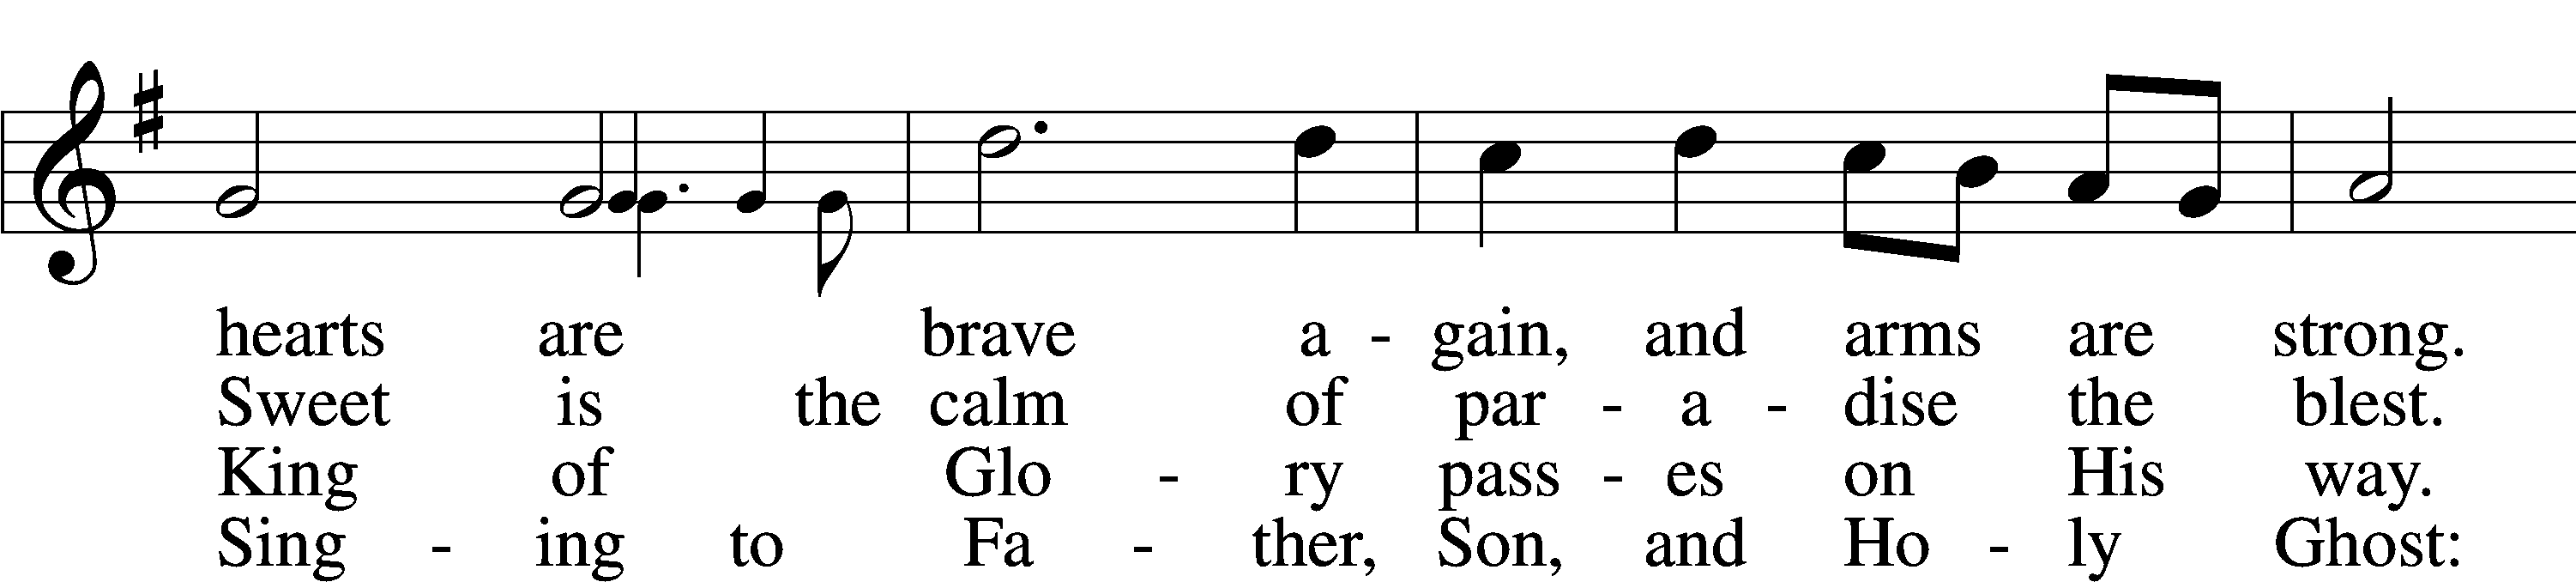 hearts are brave a - gain, and arms are strong.
Sweet is the calm of par - a - dise the blest.
King of Glo - ry pass - es on His way.
Sing - ing to Fa - ther, Son, and Ho - ly Ghost: